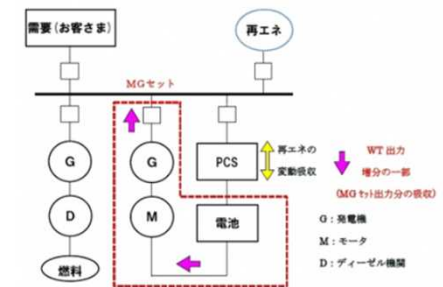 需要(お客さま)
再エネ
MGセット
G
G
PCS
再エネの
変動吸収
WT 出力
増分の一部
(MGセット出力分の吸収)
D
M
電池
燃料
G:発電機
M:モータ
D:ディーゼル機関